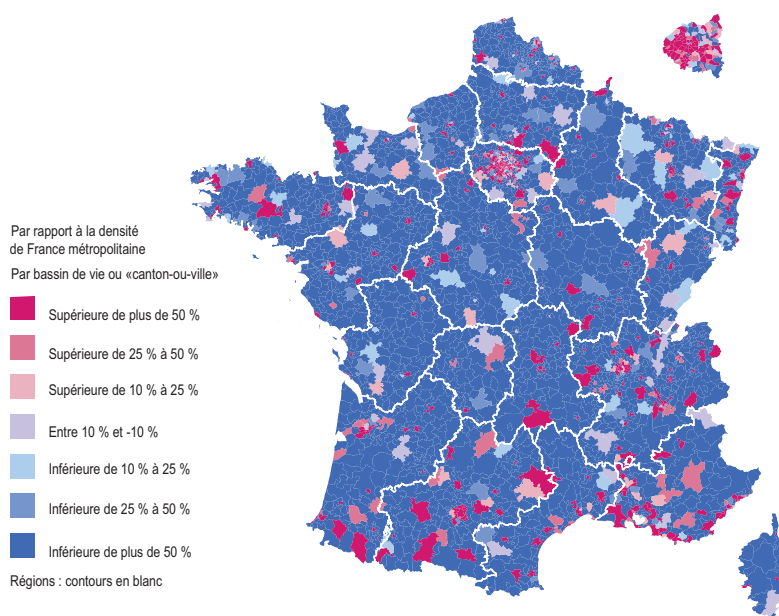 Par rapport à la densité
de France métropolitaine
Par bassin de vie ou «canton-ou-ville»
Supérieure de plus de 50 %
Supérieure de 25 % à 50 %
Supérieure de 10 % à 25 %
Entre 10 % et -10 %
Inférieure de 10 % à 25 %
Inférieure de 25 % à 50 %
Inférieure de plus de 50 %
Régions : contours en blanc